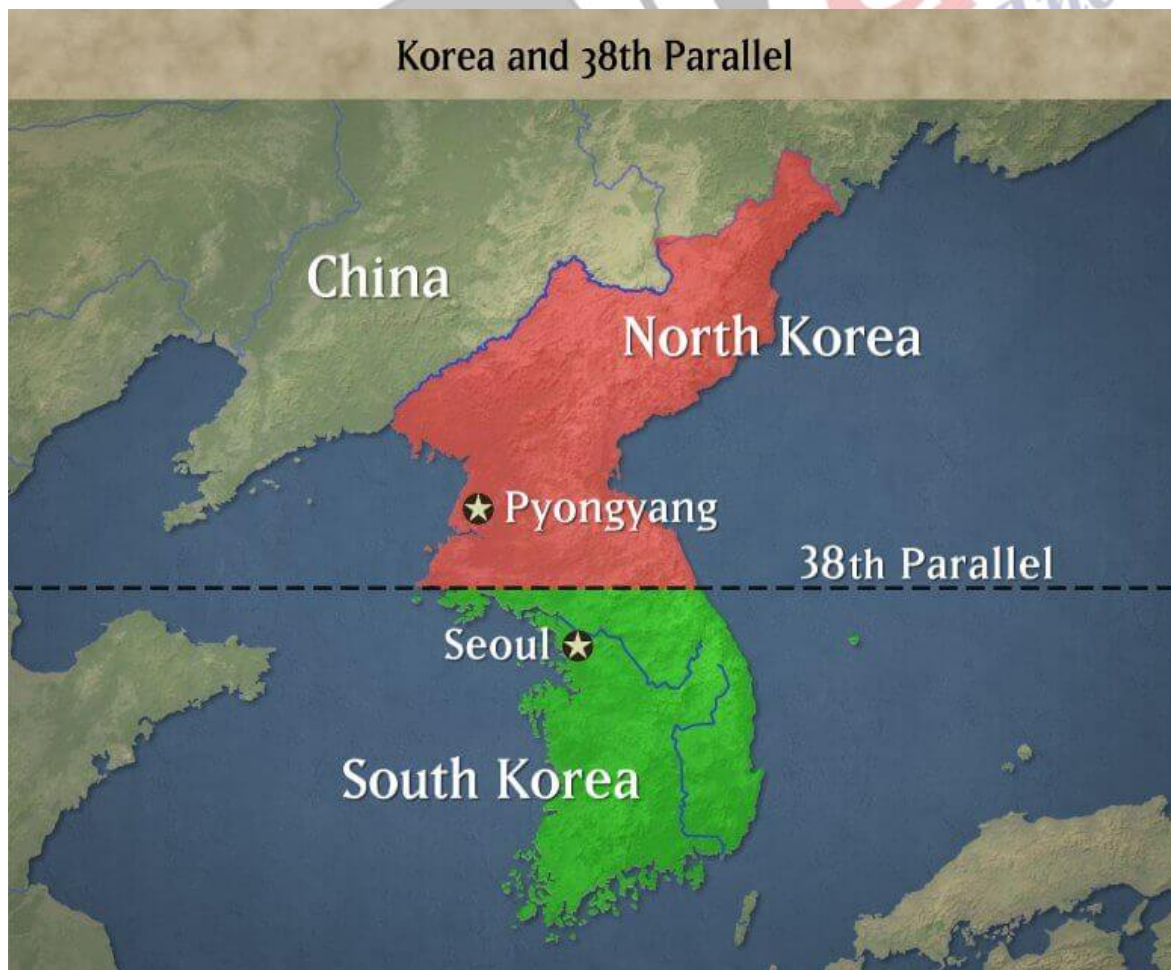 Korea and 38th Parallel
China
North Korea
Pyongyang
38th Parallel
Seoul
South Korea